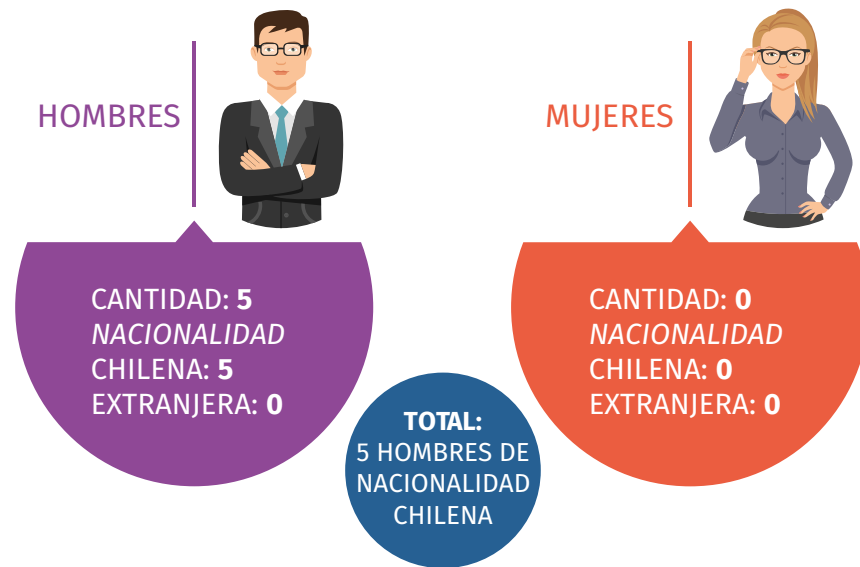 HOMBRES
CANTIDAD: 5
NACIONALIDAD
CHILENA: 5
EXTRANJERA: 0
MUJERES
CANTIDAD: 0
NACIONALIDAD
CHILENA: 0
EXTRANJERA: 0
TOTAL:
5 HOMBRES DE
NACIONALIDAD
CHILENA